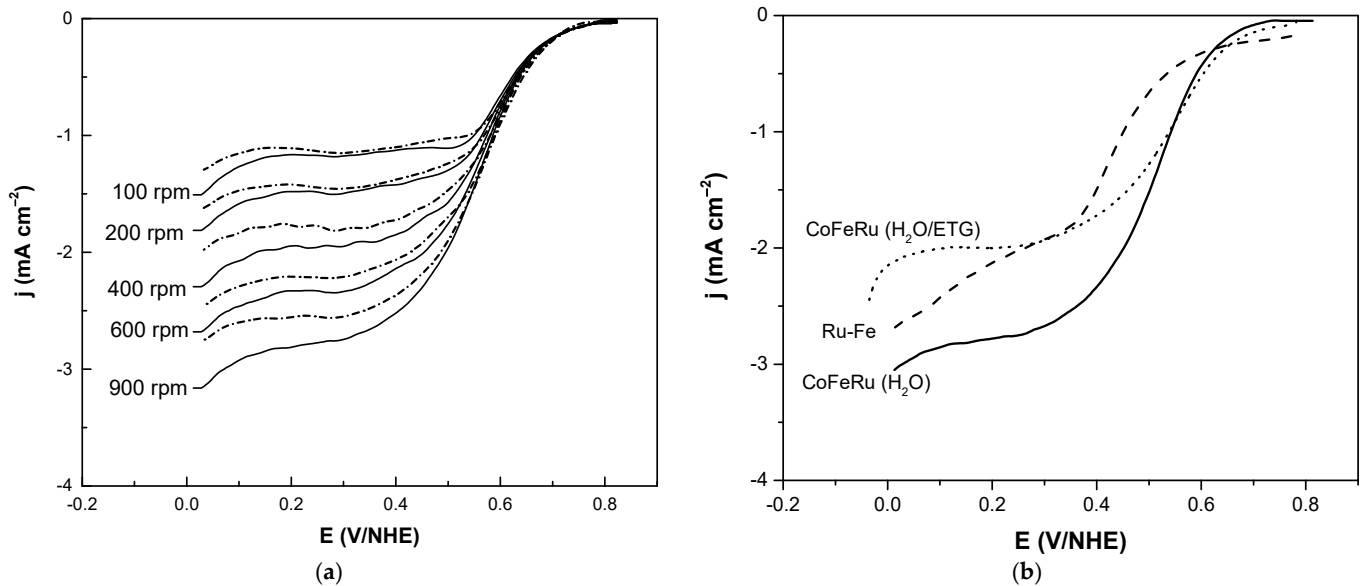 0
-1
-2
-3
-4
j (mA cm⁻²)
100 rpm
200 rpm
400 rpm
600 rpm
900 rpm
-0.2 0.0 0.2 0.4 0.6 0.8
E (V/NHE)
(a)
0
-1
-2
-3
-4
j (mA cm⁻²)
CoFeRu (H₂O/ETG)
Ru-Fe
CoFeRu (H₂O)
-0.2 0.0 0.2 0.4 0.6 0.8
E (V/NHE)
(b)